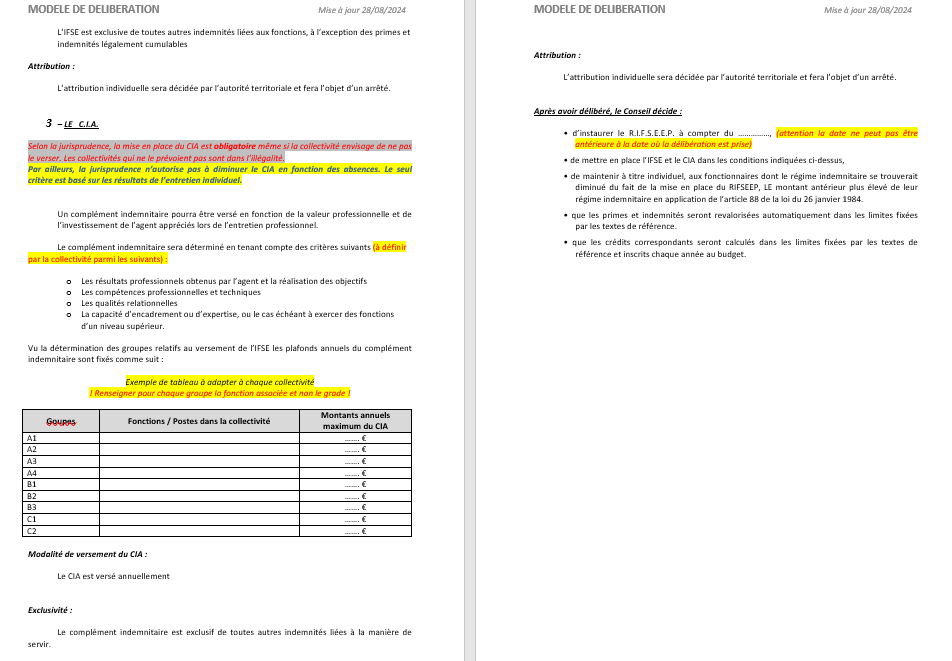 MODELE DE DELIBERATION Mise à jour 28/08/2024
L'IFSE est exclusive de toutes autres indemnités liées aux fonctions, à l'exception des primes et
indemnités légalement cumulables
Attribution :
L'attribution individuelle sera décidée par l'autorité territoriale et fera l'objet d'un arrêté.
3 – LE C.I.A.
Selon la jurisprudence, la mise en place du CIA est obligatoire même si la collectivité envisage de ne pas
le verser. Les collectivités qui ne le prévoient pas sont dans l'illégalité.
Par ailleurs, la jurisprudence n'autorise pas à diminuer le CIA en fonction des absences. Le seul
critère est basé sur les résultats de l'entretien individuel.
Un complément indemnitaire pourra être versé en fonction de la valeur professionnelle et de
l'investissement de l'agent appréciés lors de l'entretien professionnel.
Le complément indemnitaire sera déterminé en tenant compte des critères suivants (à définir
par la collectivité parmi les suivants) :
o Les résultats professionnels obtenus par l'agent et la réalisation des objectifs
o Les compétences professionnelles et techniques
o Les qualités relationnelles
o La capacité d'encadrement ou d'expertise, ou le cas échéant à exercer des fonctions
d'un niveau supérieur.
Vu la détermination des groupes relatifs au versement de l'IFSE les plafonds annuels du complément
indemnitaire sont fixés comme suit :
Exemple de tableau à adapter à chaque collectivité
! Renseigner pour chaque groupe la fonction associée et non le grade !
Goupes Fonctions / Postes dans la collectivité Montants annuels
maximum du CIA
A1 ....... €
A2 ....... €
A3 ....... €
A4 ....... €
B1 ....... €
B2 ....... €
B3 ....... €
C1 ....... €
C2 ....... €
Modalité de versement du CIA :
Le CIA est versé annuellement
Exclusivité :
Le complément indemnitaire est exclusif de toutes autres indemnités liées à la manière de
servir.
MODELE DE DELIBERATION Mise à jour 28/08/2024
Attribution :
L'attribution individuelle sera décidée par l'autorité territoriale et fera l'objet d'un arrêté.
Après avoir délibéré, le Conseil décide :
• d'instaurer le R.I.F.S.E.E.P. à compter du ..............., (attention la date ne peut pas être
antérieure à la date où la délibération est prise)
• de mettre en place l'IFSE et le CIA dans les conditions indiquées ci-dessus,
• de maintenir à titre individuel, aux fonctionnaires dont le régime indemnitaire se trouverait
diminué du fait de la mise en place du RIFSEEP, LE montant antérieur plus élevé de leur
régime indemnitaire en application de l'article 88 de la loi du 26 janvier 1984.
• que les primes et indemnités seront revalorisées automatiquement dans les limites fixées
par les textes de référence.
• que les crédits correspondants seront calculés dans les limites fixées par les textes de
référence et inscrits chaque année au budget.